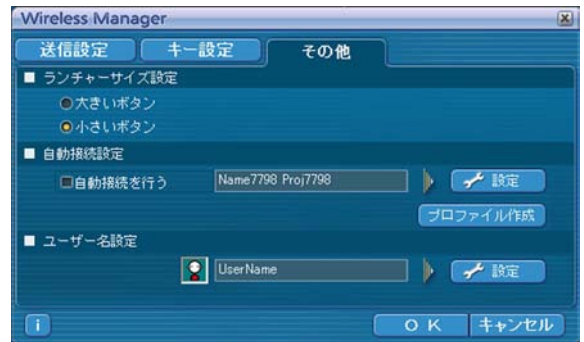 Wireless Manager
送信設定 キー設定 その他
ランチャーサイズ設定
大きいボタン
小さいボタン
自動接続設定
自動接続を行う Name7798 Proj7798 設定
プロファイル作成
ユーザー名設定
UserName 設定
i OK キャンセル